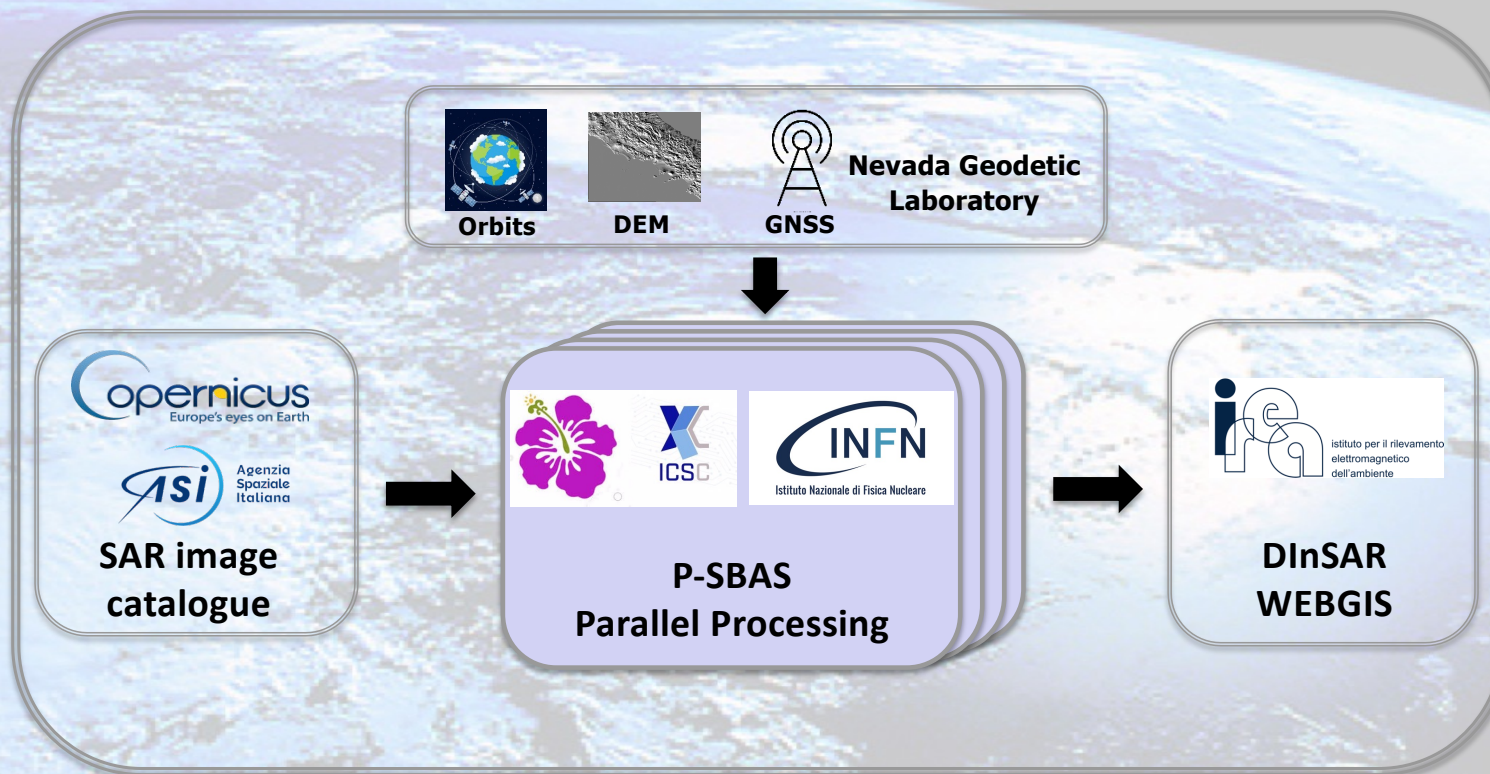 Orbits
DEM
GNSS
Nevada Geodetic
Laboratory
opernicus
Europe's eyes on Earth
asi
Agenzia
Spaziale
Italiana
SAR image
catalogue
ICSC
INFN
Istituto Nazionale di Fisica Nucleare
P-SBAS
Parallel Processing
irea
istituto per il rilevamento
elettromagnetico
dell'ambiente
DInSAR
WEBGIS